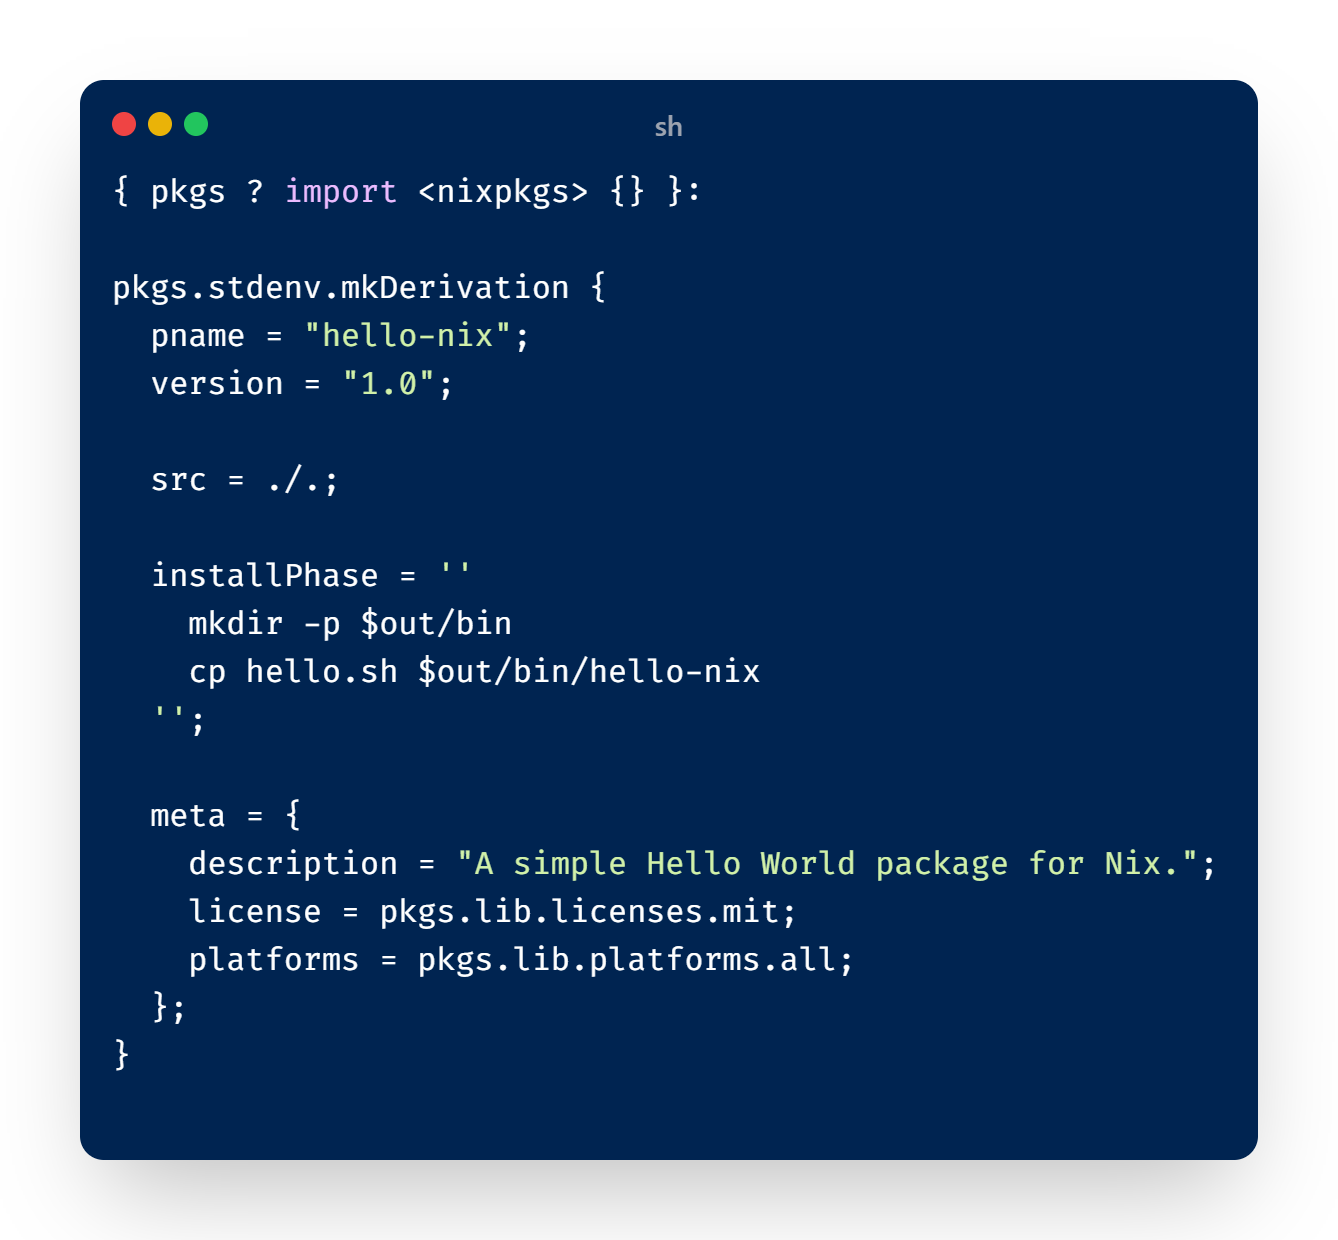 sh
{ pkgs ? import <nixpkgs> {} }:
pkgs.stdenv.mkDerivation {
  pname = "hello-nix";
  version = "1.0";
  src = ./.;
  installPhase = ''
    mkdir -p $out/bin
    cp hello.sh $out/bin/hello-nix
  '';
  meta = {
    description = "A simple Hello World package for Nix.";
    license = pkgs.lib.licenses.mit;
    platforms = pkgs.lib.platforms.all;
  };
}